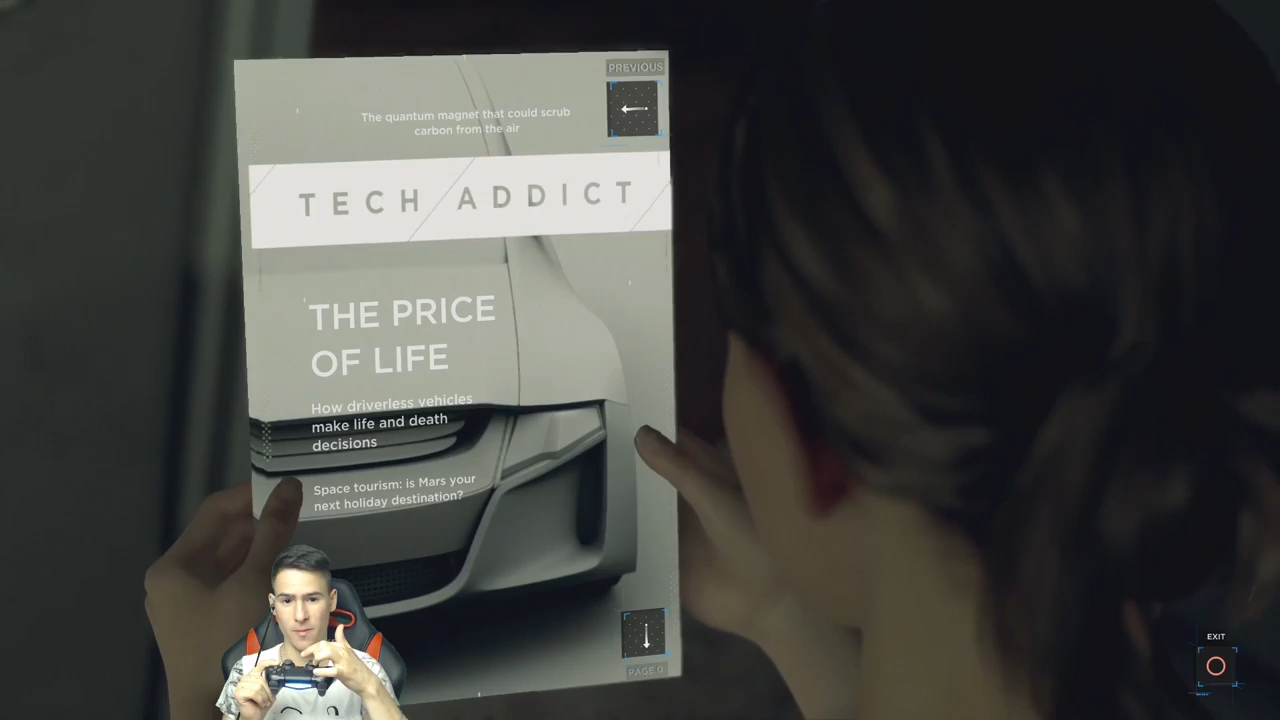 PREVIOUS
The quantum magnet that could scrub
carbon from the air
TECH ADDICT
THE PRICE
OF LIFE
How driverless vehicles
make life and death
decisions
Space tourism: is Mars your
next holiday destination?
PAGE 0
EXIT